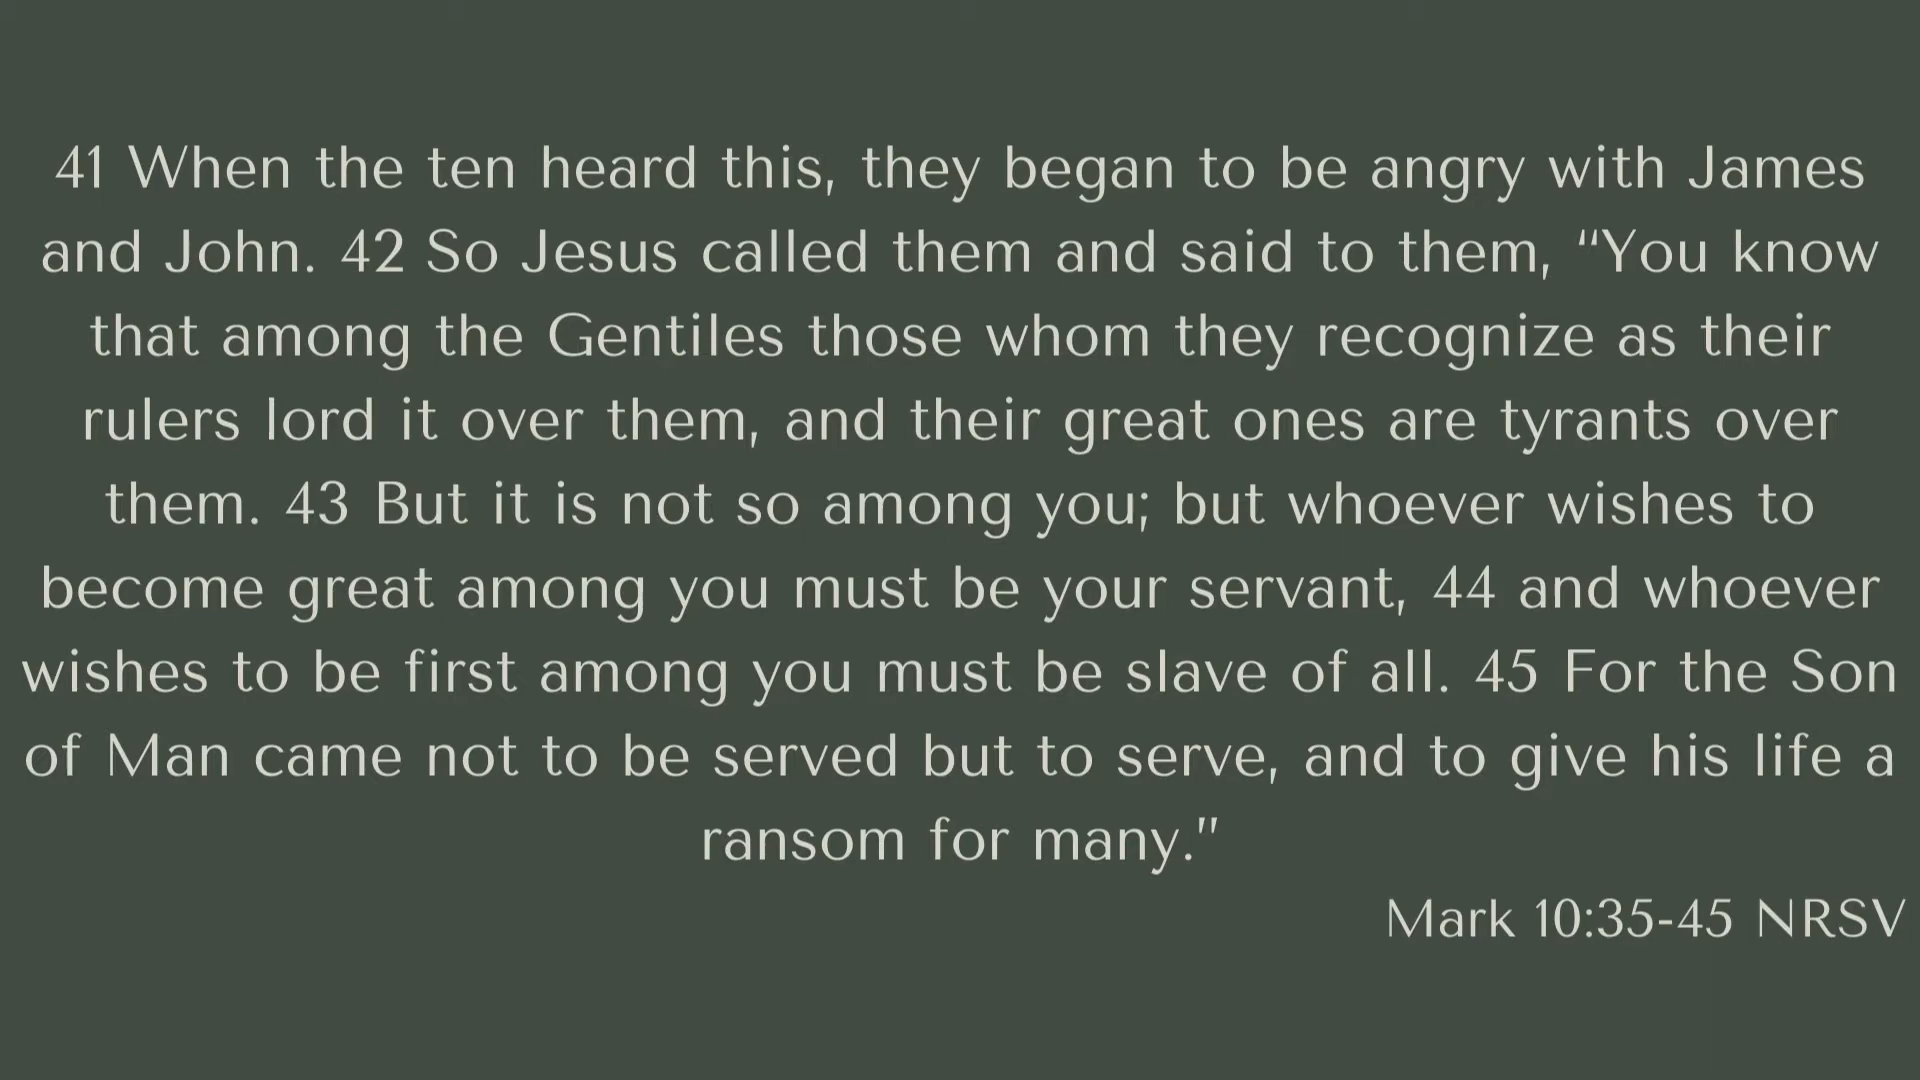 41 When the ten heard this, they began to be angry with James
and John. 42 So Jesus called them and said to them, “You know
that among the Gentiles those whom they recognize as their
rulers lord it over them, and their great ones are tyrants over
them. 43 But it is not so among you; but whoever wishes to
become great among you must be your servant, 44 and whoever
wishes to be first among you must be slave of all. 45 For the Son
of Man came not to be served but to serve, and to give his life a
ransom for many.”
Mark 10:35-45 NRSV